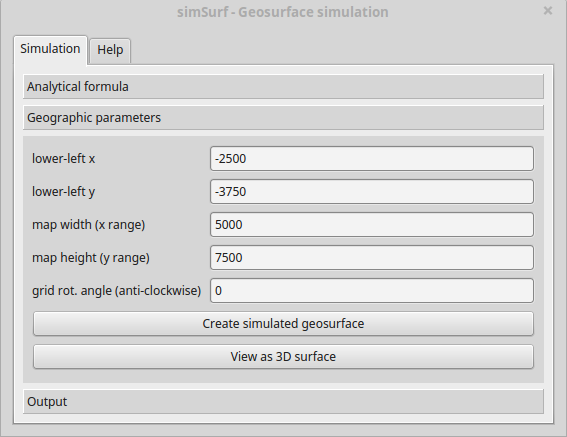 simSurf - Geosurface simulation
Simulation Help
Analytical formula
Geographic parameters
lower-left x -2500
lower-left y -3750
map width (x range) 5000
map height (y range) 7500
grid rot. angle (anti-clockwise) 0
Create simulated geosurface
View as 3D surface
Output